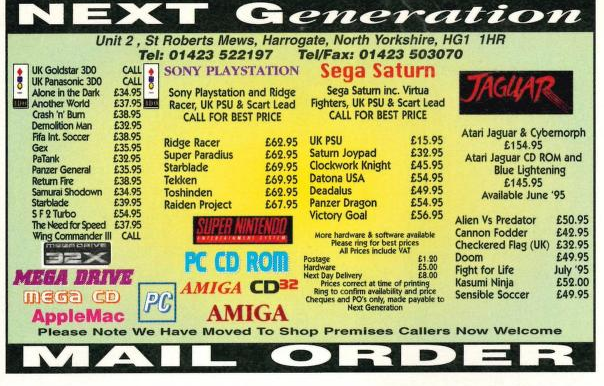 NEXT Generation
Unit 2 , St Roberts Mews, Harrogate, North Yorkshire, HG1 1HR
Tel: 01423 522197 Tel/Fax: 01423 503070
3DO
UK Goldstar 3D0 CALL
UK Panasonic 3D0 CALL
Alone in the Dark £34.95
Another World £37.95
Crash 'n' Burn £38.95
Demolition Man £32.95
Fifa Int. Soccer £38.95
Gex £35.95
PaTank £32.95
Panzer General £35.95
Return Fire £38.95
Samurai Shodown £34.95
Starblade £39.95
S F 2 Turbo £54.95
The Need for Speed £37.95
Wing Commander III CALL
3DO
SONY PLAYSTATION
Sony Playstation and Ridge
Racer, UK PSU & Scart Lead
CALL FOR BEST PRICE
Ridge Racer £62.95
Super Paradius £62.95
Starblade £69.95
Tekken £69.95
Toshinden £62.95
Raiden Project £67.95
Sega Saturn
Sega Saturn inc. Virtua
Fighters, UK PSU & Scart Lead
CALL FOR BEST PRICE
UK PSU £15.95
Saturn Joypad £32.95
Clockwork Knight £45.95
Datona USA £54.95
Deadalus £49.95
Panzer Dragon £54.95
Victory Goal £56.95
JAGUAR
Atari Jaguar & Cybemorph
£154.95
Atari Jaguar CD ROM and
Blue Lightening
£145.95
Available June '95
Alien Vs Predator £50.95
Cannon Fodder £42.95
Checkered Flag (UK) £32.95
Doom £49.95
Fight for Life July '95
Kasumi Ninja £52.00
Sensible Soccer £49.95
MEGA DRIVE
32X
MEGA DRIVE
MEGA CD
AppleMac
PC
SUPER NINTENDO
ENTERTAINMENT SYSTEM
PC CD ROM
AMIGA CD32
AMIGA
More hardware & software available
Please ring for best prices
All Prices include VAT
Postage £1.20
Hardware £5.00
Next Day Delivery £8.00
Prices correct at time of printing
Ring to confirm availability and price
Cheques and PO's only, made payable to
Next Generation
Please Note We Have Moved To Shop Premises Callers Now Welcome
MAIL ORDER